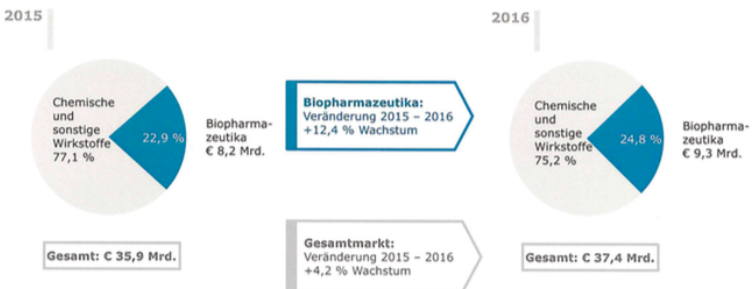 2015
Chemische
und
sonstige
Wirkstoffe
77,1 %
22,9 %
Biopharma-
zeutika
€ 8,2 Mrd.
Gesamt: € 35,9 Mrd.
Biopharmazeutika:
Veränderung 2015 – 2016
+12,4 % Wachstum
Gesamtmarkt:
Veränderung 2015 – 2016
+4,2 % Wachstum
2016
Chemische
und
sonstige
Wirkstoffe
75,2 %
24,8 %
Biopharma-
zeutika
€ 9,3 Mrd.
Gesamt: € 37,4 Mrd.